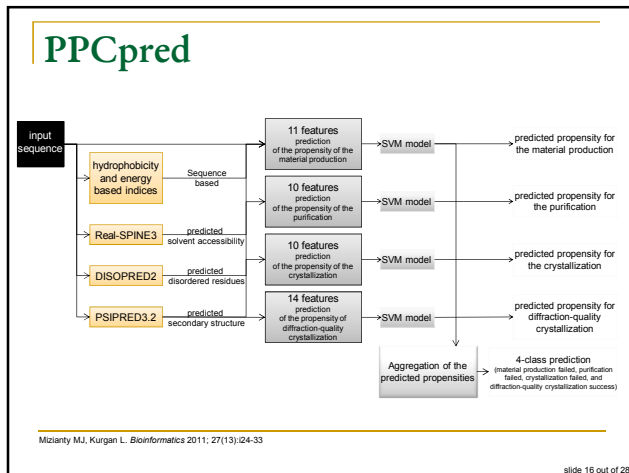 PPCpred
input
sequence
hydrophobicity
and energy
based indices
Sequence
based
Real-SPINE3
predicted
solvent accessibility
DISOPRED2
predicted
disordered residues
PSIPRED3.2
predicted
secondary structure
11 features
prediction
of the propensity of the
material production
SVM model
predicted propensity for
the material production
10 features
prediction
of the propensity of the
purification
SVM model
predicted propensity for
the purification
10 features
prediction
of the propensity of the
crystallization
SVM model
predicted propensity for
the crystallization
14 features
prediction
of the propensity of
diffraction-quality
crystallization
SVM model
predicted propensity for
diffraction-quality
crystallization
Aggregation of the
predicted propensities
4-class prediction
(material production failed, purification
failed, crystallization failed, and
diffraction-quality crystallization success)
Mizianty MJ, Kurgan L. Bioinformatics 2011; 27(13):i24-33
slide 16 out of 28